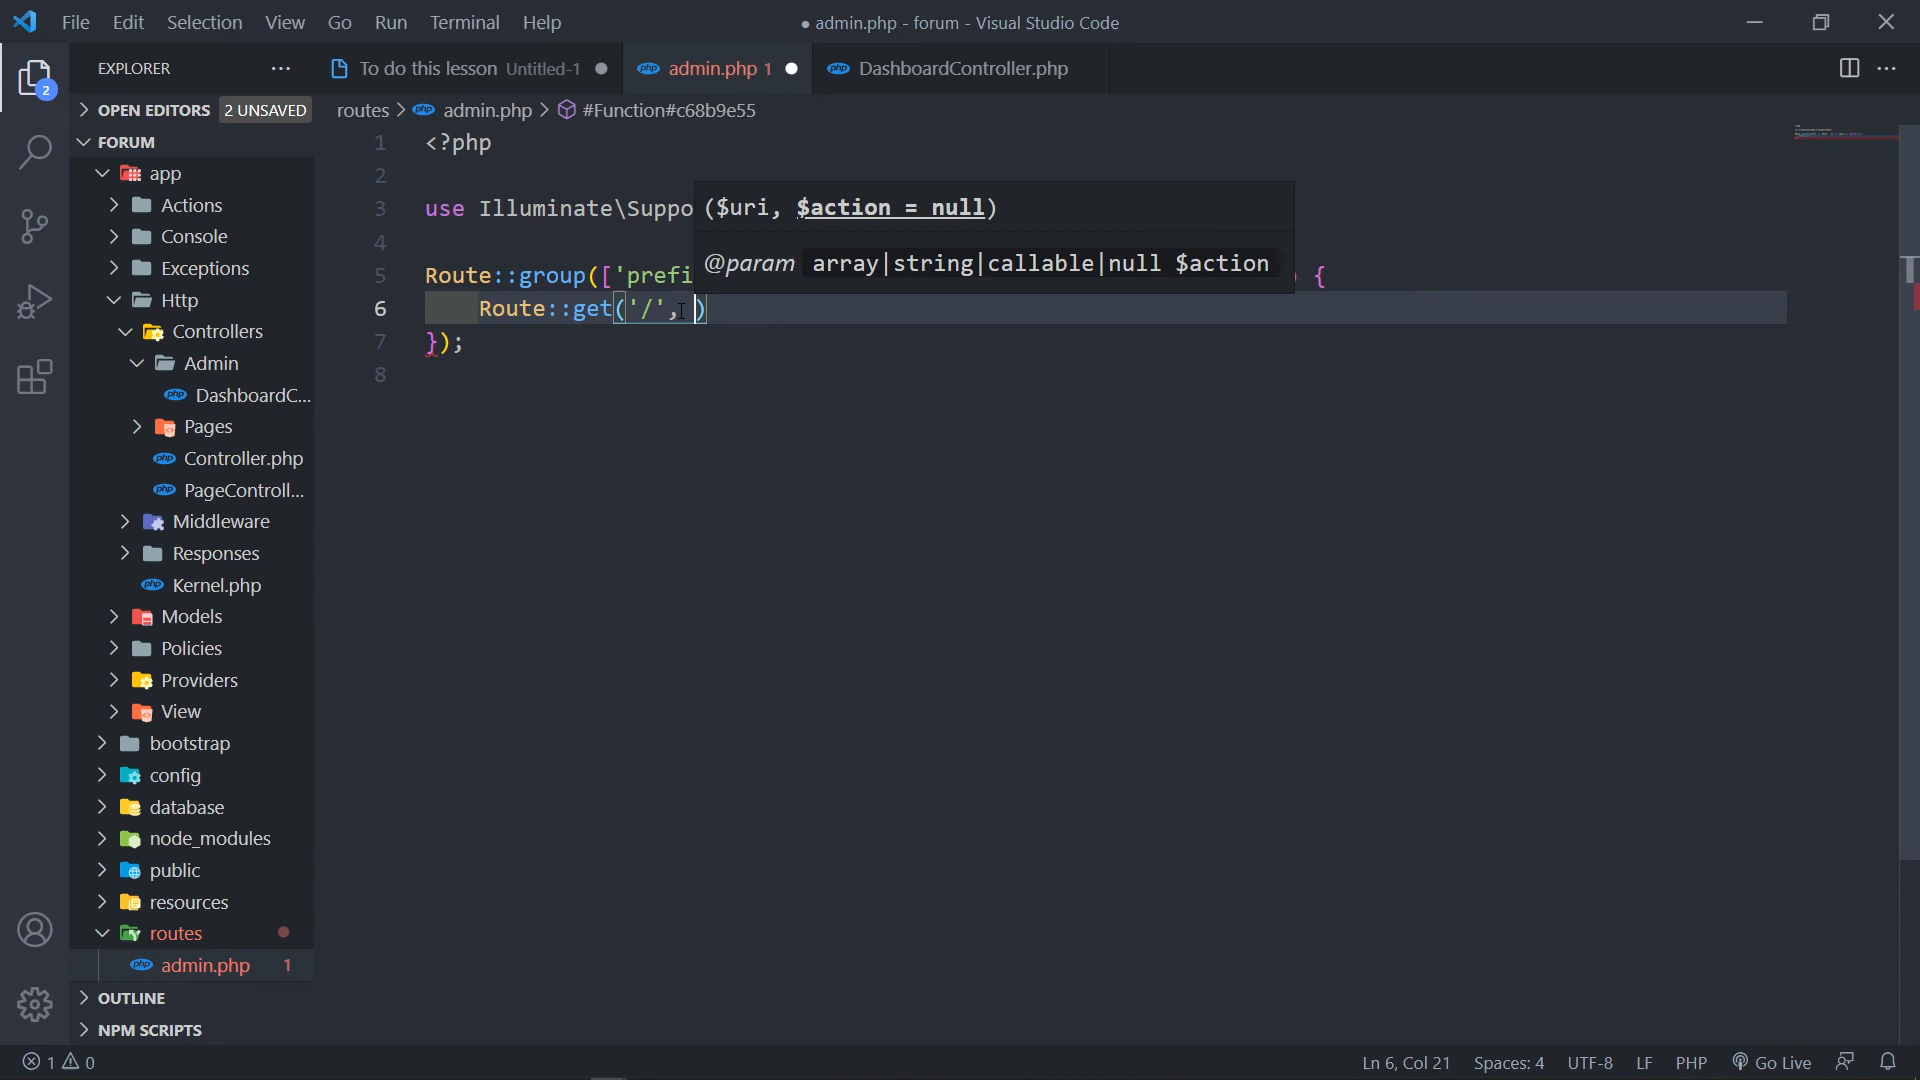 File Edit Selection View Go Run Terminal Help
● admin.php - forum - Visual Studio Code
EXPLORER
To do this lesson Untitled-1
admin.php 1
DashboardController.php
OPEN EDITORS 2 UNSAVED
routes > admin.php > #Function#c68b9e55
FORUM
app
Actions
Console
Exceptions
Http
Controllers
Admin
DashboardC...
Pages
Controller.php
PageControll...
Middleware
Responses
Kernel.php
Models
Policies
Providers
View
bootstrap
config
database
node_modules
public
resources
routes
admin.php 1
OUTLINE
NPM SCRIPTS
2
1 <?php
2
3 use Illuminate\Suppo
4
5 Route::group(['prefi ) {
6 Route::get('/', )
7 });
8
($uri, $action = null)
@param array|string|callable|null $action
1 0
Ln 6, Col 21 Spaces: 4 UTF-8 LF PHP Go Live